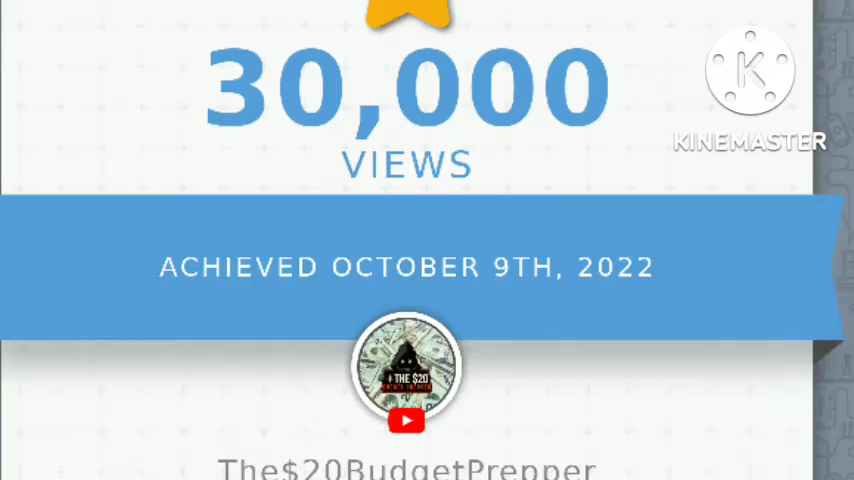 30,000
VIEWS
KINEMASTER
ACHIEVED OCTOBER 9TH, 2022
THE $20
The$20BudgetPrepper